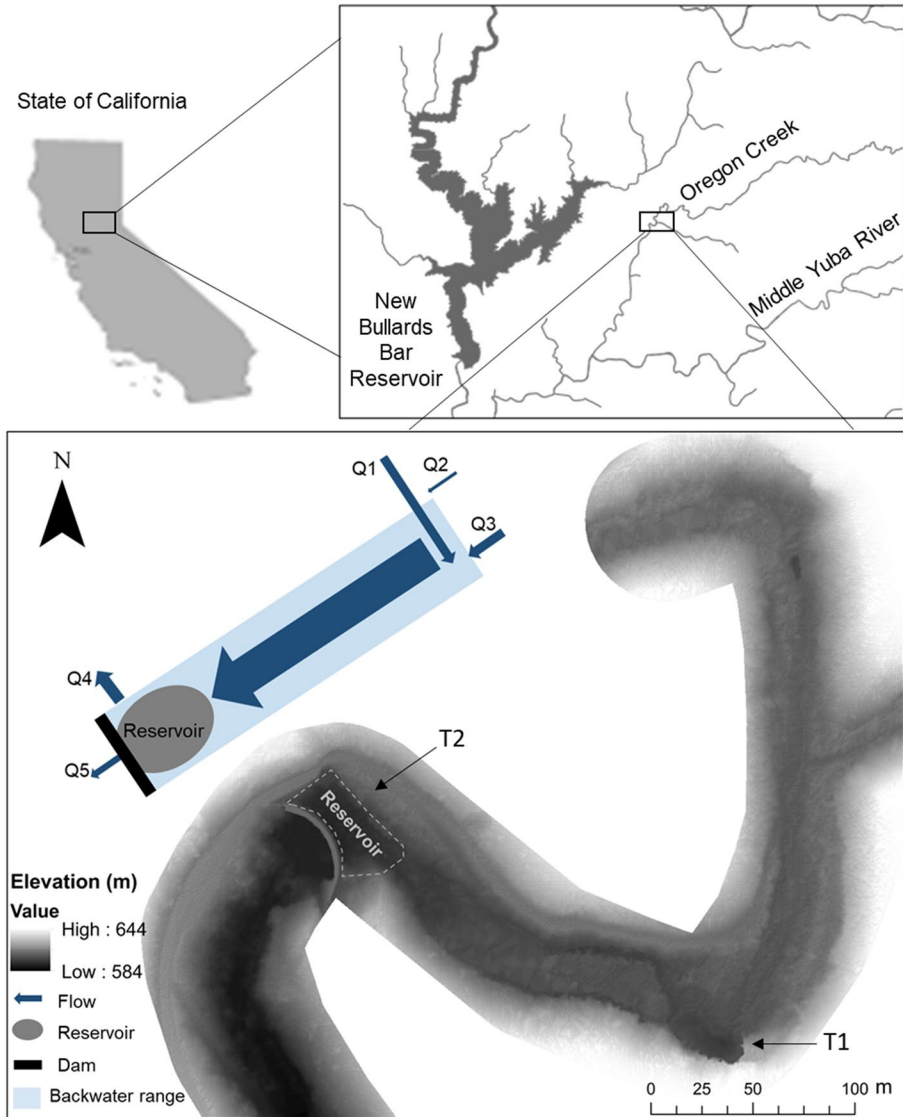 State of California
Oregon Creek
Middle Yuba River
New
Bullards
Bar
Reservoir
N
Q1
Q2
Q3
Q4
Reservoir
Q5
T2
Reservoir
Elevation (m)
Value
High : 644
Low : 584
Flow
Reservoir
Dam
Backwater range
T1
0 25 50 100 m